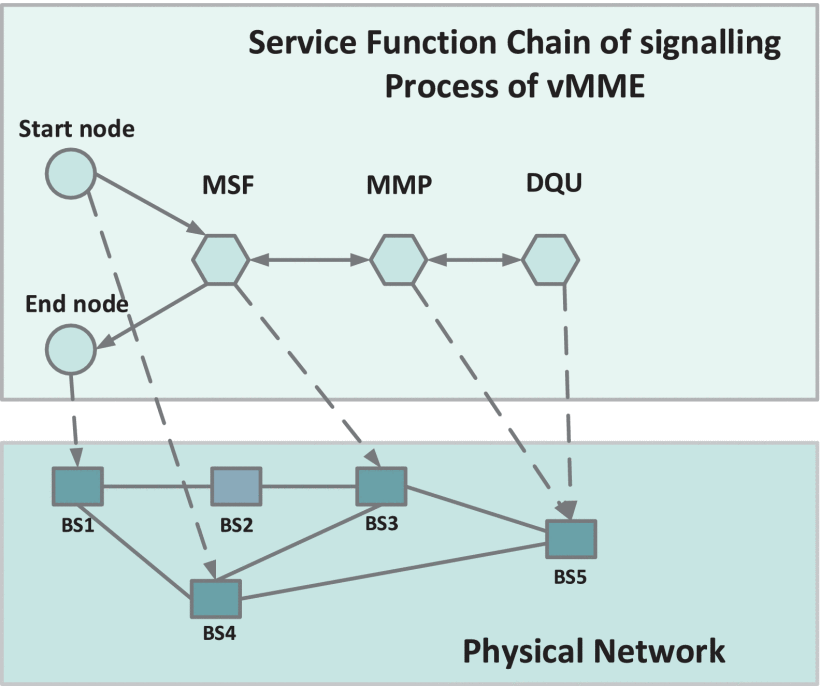 Service Function Chain of signalling
Process of vMME
Start node
MSF
MMP
DQU
End node
BS1
BS2
BS3
BS5
BS4
Physical Network